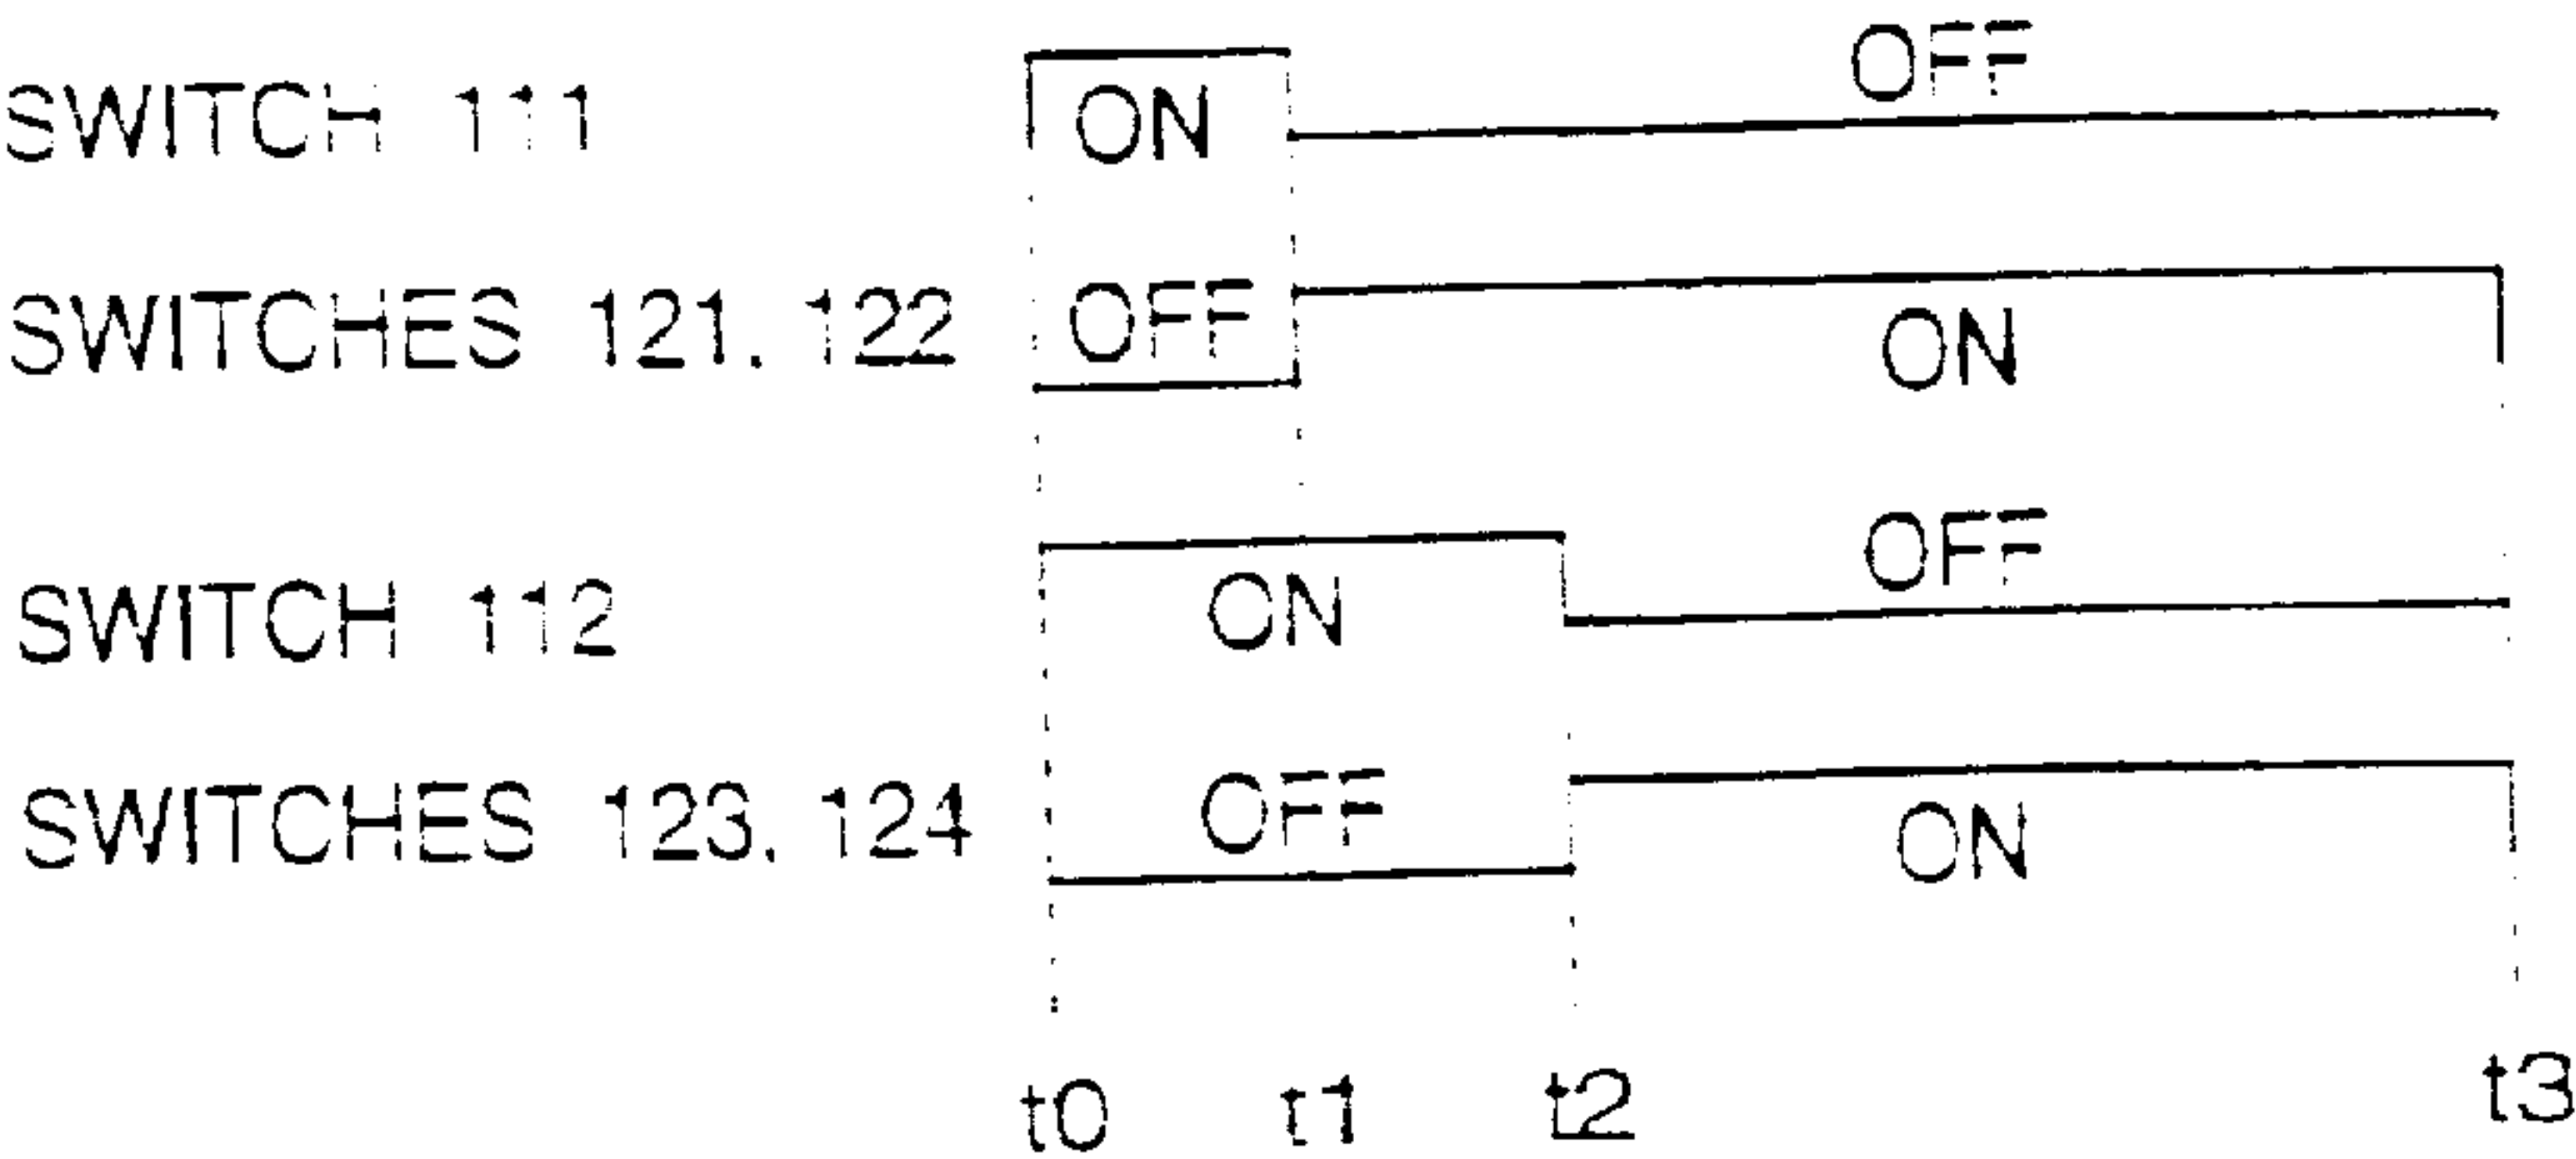 OFF
SWITCH 111 ON
SWITCHES 121. 122 OFF ON
OFF
SWITCH 112 ON
SWITCHES 123. 124 OFF ON
t0 t1 t2 t3